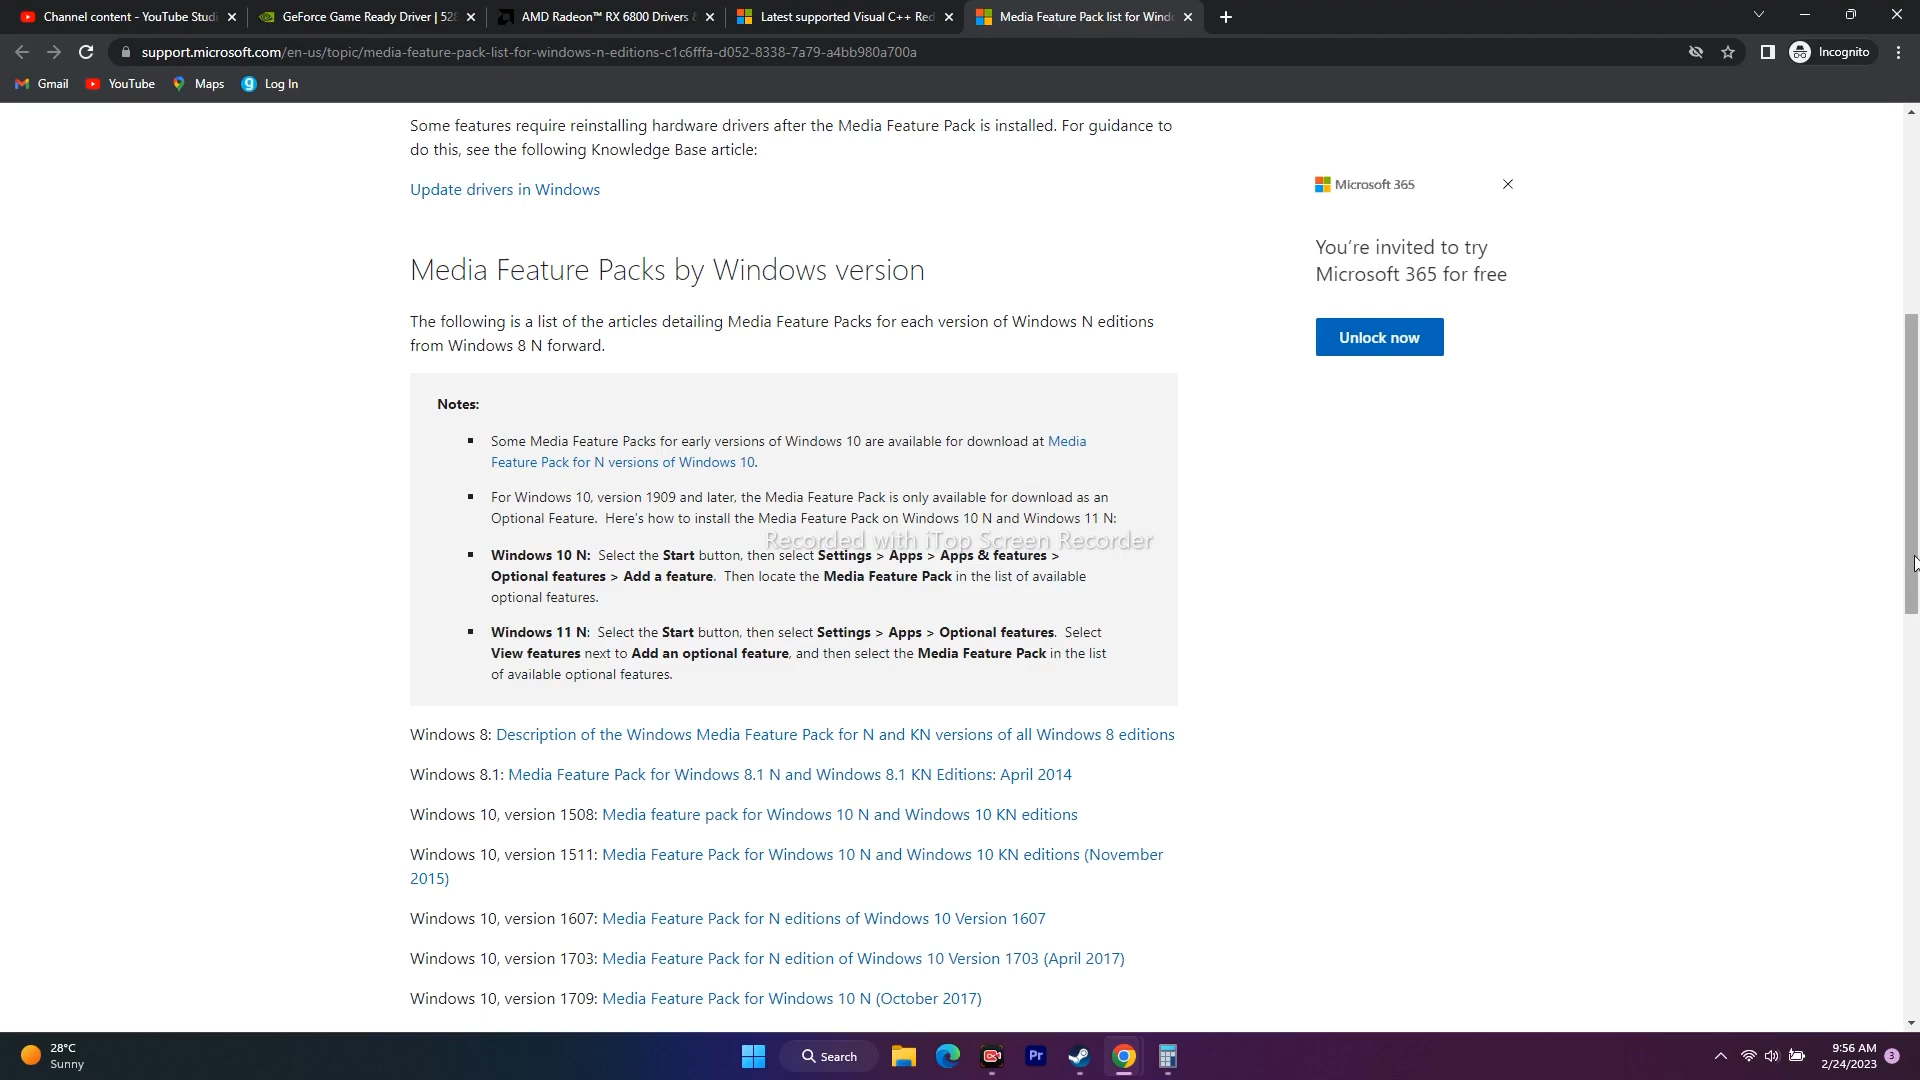 Channel content - YouTube Studi
GeForce Game Ready Driver | 528
AMD Radeon™ RX 6800 Drivers &
Latest supported Visual C++ Red
Media Feature Pack list for Windo
support.microsoft.com/en-us/topic/media-feature-pack-list-for-windows-n-editions-c1c6fffa-d052-8338-7a79-a4bb980a700a
Incognito
Gmail
YouTube
Maps
Log In
Some features require reinstalling hardware drivers after the Media Feature Pack is installed. For guidance to
do this, see the following Knowledge Base article:
Update drivers in Windows
Microsoft 365
You're invited to try
Microsoft 365 for free
Unlock now
Media Feature Packs by Windows version
The following is a list of the articles detailing Media Feature Packs for each version of Windows N editions
from Windows 8 N forward.
Notes:
Some Media Feature Packs for early versions of Windows 10 are available for download at Media
Feature Pack for N versions of Windows 10.
For Windows 10, version 1909 and later, the Media Feature Pack is only available for download as an
Optional Feature. Here's how to install the Media Feature Pack on Windows 10 N and Windows 11 N:
Recorded with iTop Screen Recorder
Windows 10 N: Select the Start button, then select Settings > Apps > Apps & features >
Optional features > Add a feature. Then locate the Media Feature Pack in the list of available
optional features.
Windows 11 N: Select the Start button, then select Settings > Apps > Optional features. Select
View features next to Add an optional feature, and then select the Media Feature Pack in the list
of available optional features.
Windows 8: Description of the Windows Media Feature Pack for N and KN versions of all Windows 8 editions
Windows 8.1: Media Feature Pack for Windows 8.1 N and Windows 8.1 KN Editions: April 2014
Windows 10, version 1508: Media feature pack for Windows 10 N and Windows 10 KN editions
Windows 10, version 1511: Media Feature Pack for Windows 10 N and Windows 10 KN editions (November
2015)
Windows 10, version 1607: Media Feature Pack for N editions of Windows 10 Version 1607
Windows 10, version 1703: Media Feature Pack for N edition of Windows 10 Version 1703 (April 2017)
Windows 10, version 1709: Media Feature Pack for Windows 10 N (October 2017)
28°C
Sunny
Search
Pr
9:56 AM
2/24/2023
3